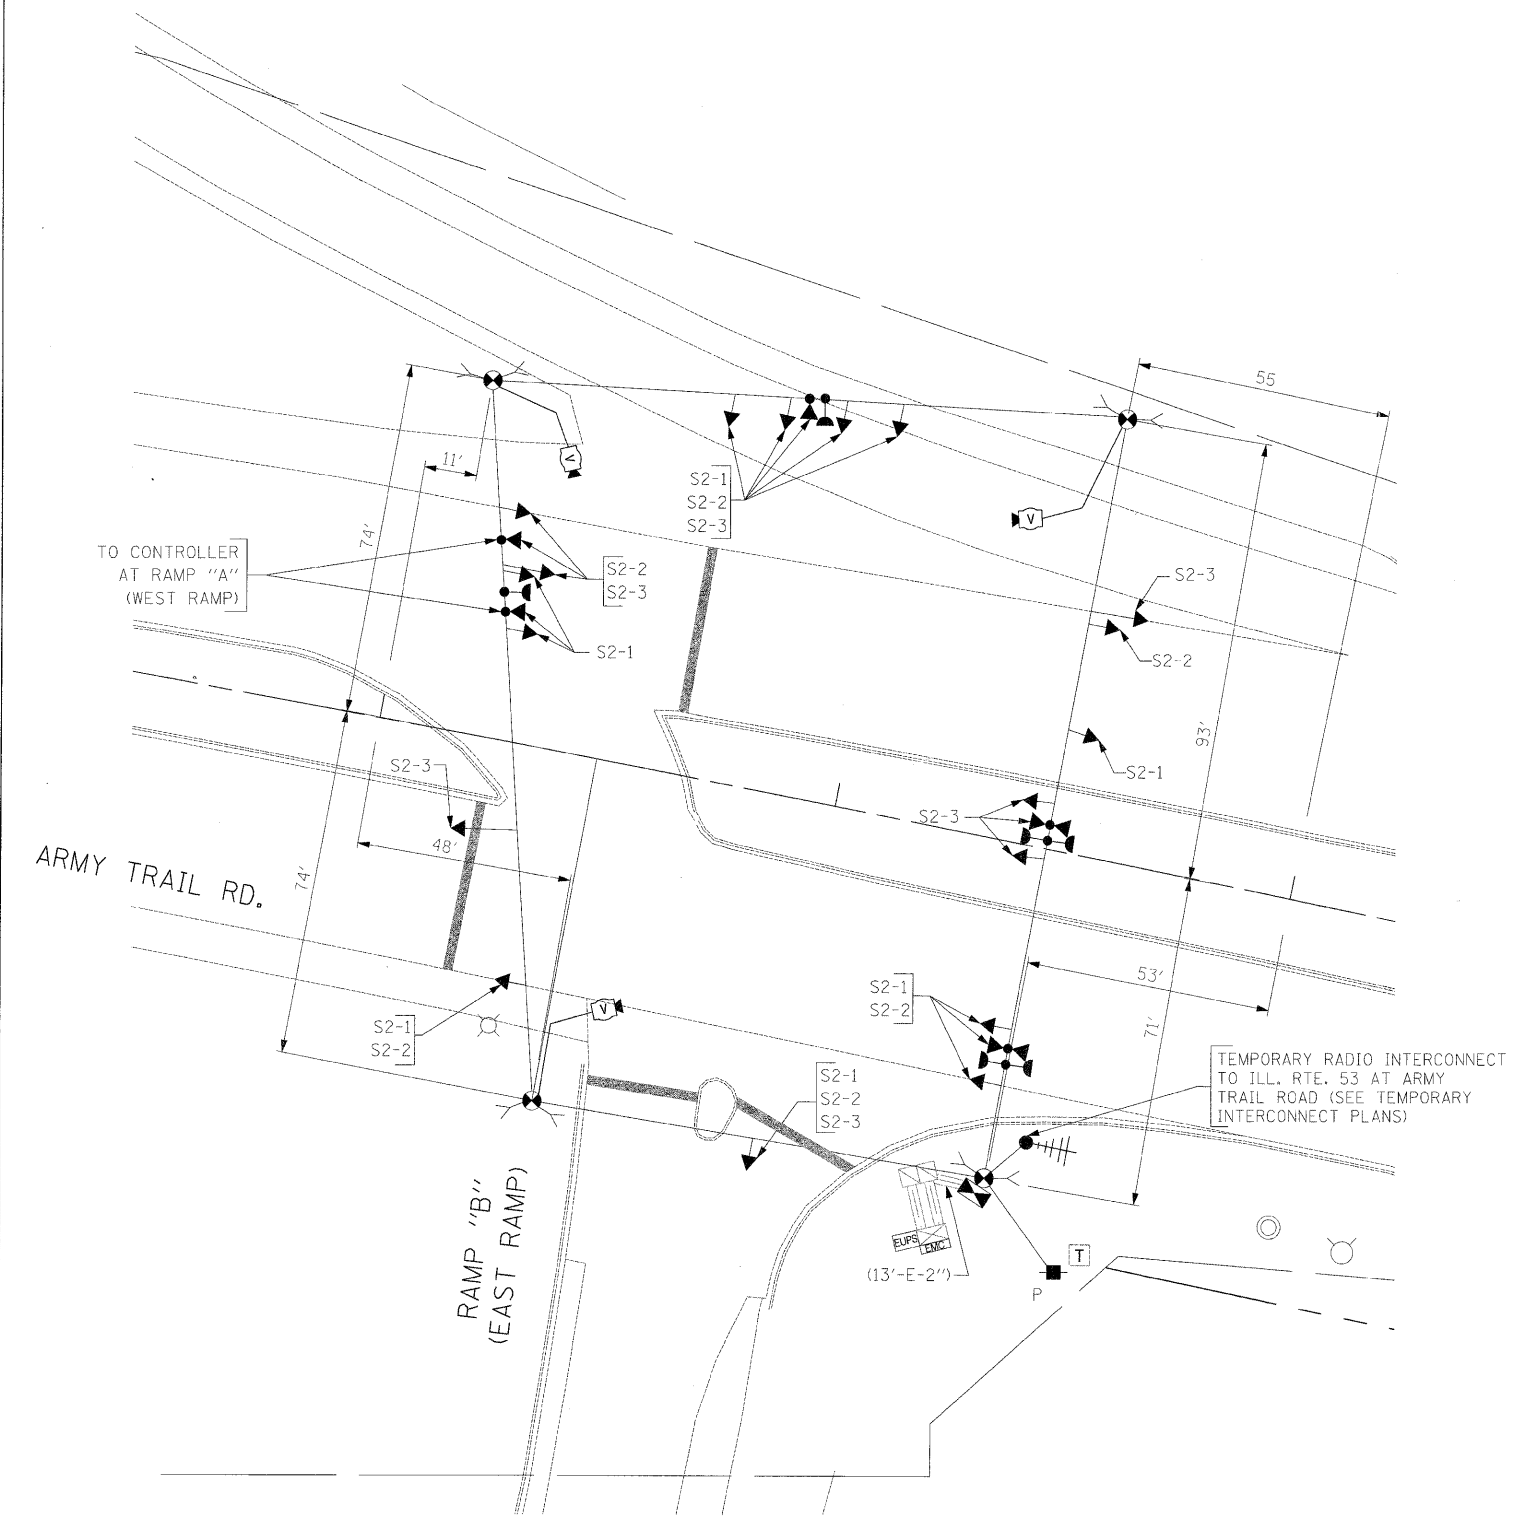 55
11'
V
S2-1
S2-2
S2-3
V
74'
TO CONTROLLER
AT RAMP "A"
(WEST RAMP)
S2-2
S2-3
S2-3
S2-1
S2-2
93'
S2-3
S2-1
S2-3
48'
ARMY TRAIL RD.
74'
53'
S2-1
S2-2
V
S2-1
S2-2
71'
S2-1
S2-2
S2-3
TEMPORARY RADIO INTERCONNECT
TO ILL. RTE. 53 AT ARMY
TRAIL ROAD (SEE TEMPORARY
INTERCONNECT PLANS)
RAMP "B"
(EAST RAMP)
EUPS
EMC
T
(13'-E-2")
P